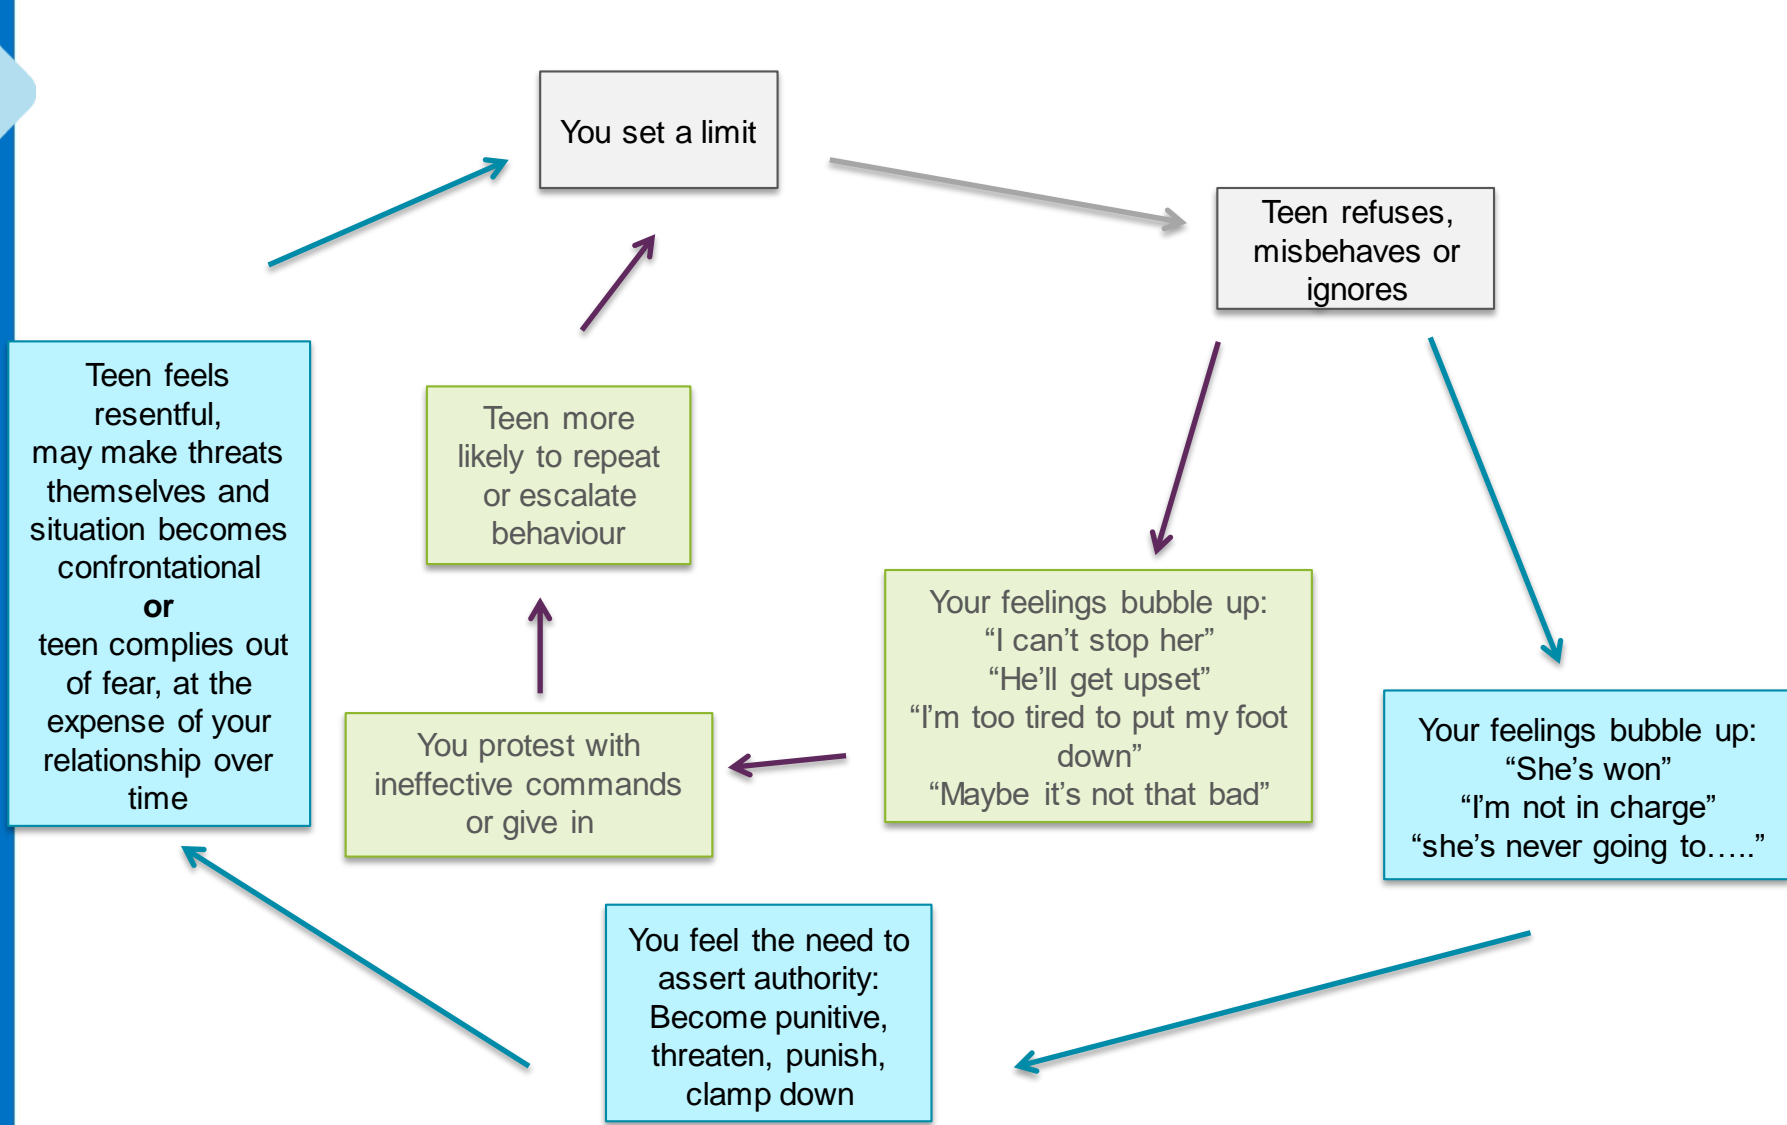 You set a limit
Teen refuses,
misbehaves or
ignores
Teen feels
resentful,
may make threats
themselves and
situation becomes
confrontational
or
teen complies out
of fear, at the
expense of your
relationship over
time
Teen more
likely to repeat
or escalate
behaviour
Your feelings bubble up:
“I can’t stop her”
“He’ll get upset”
“I’m too tired to put my foot
down”
“Maybe it’s not that bad”
You protest with
ineffective commands
or give in
Your feelings bubble up:
“She’s won”
“I’m not in charge”
“she’s never going to…..”
You feel the need to
assert authority:
Become punitive,
threaten, punish,
clamp down